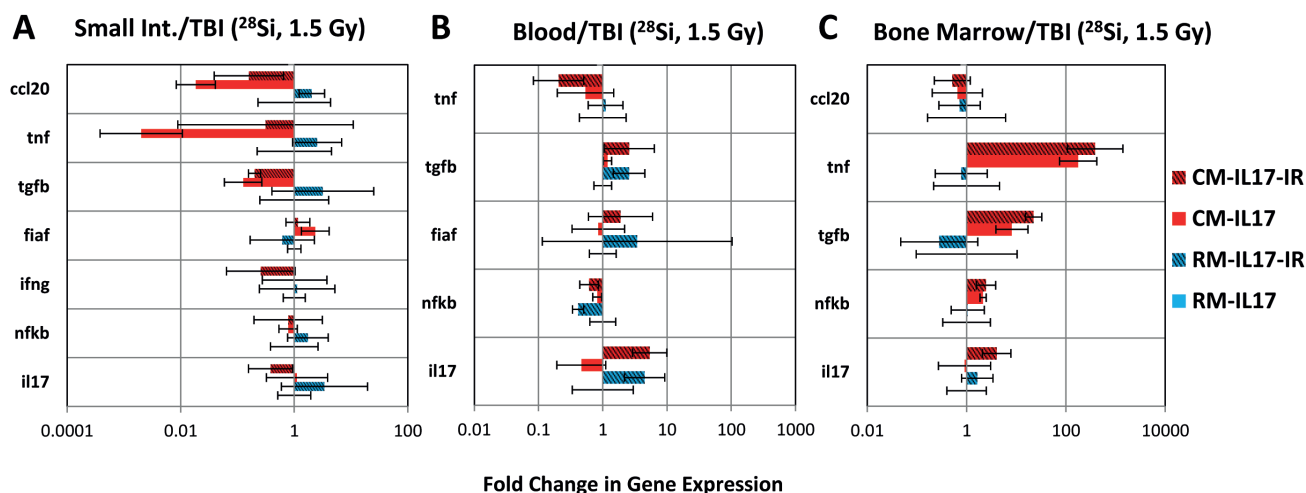 A Small Int./TBI (²⁸Si, 1.5 Gy)
ccl20
tnf
tgfb
fiaf
ifng
nfkb
il17
0.0001 0.01 1 100
B Blood/TBI (²⁸Si, 1.5 Gy)
tnf
tgfb
fiaf
nfkb
il17
0.01 0.1 1 10 100 1000
C Bone Marrow/TBI (²⁸Si, 1.5 Gy)
ccl20
tnf
tgfb
nfkb
il17
0.01 1 100 10000
CM-IL17-IR
CM-IL17
RM-IL17-IR
RM-IL17
Fold Change in Gene Expression